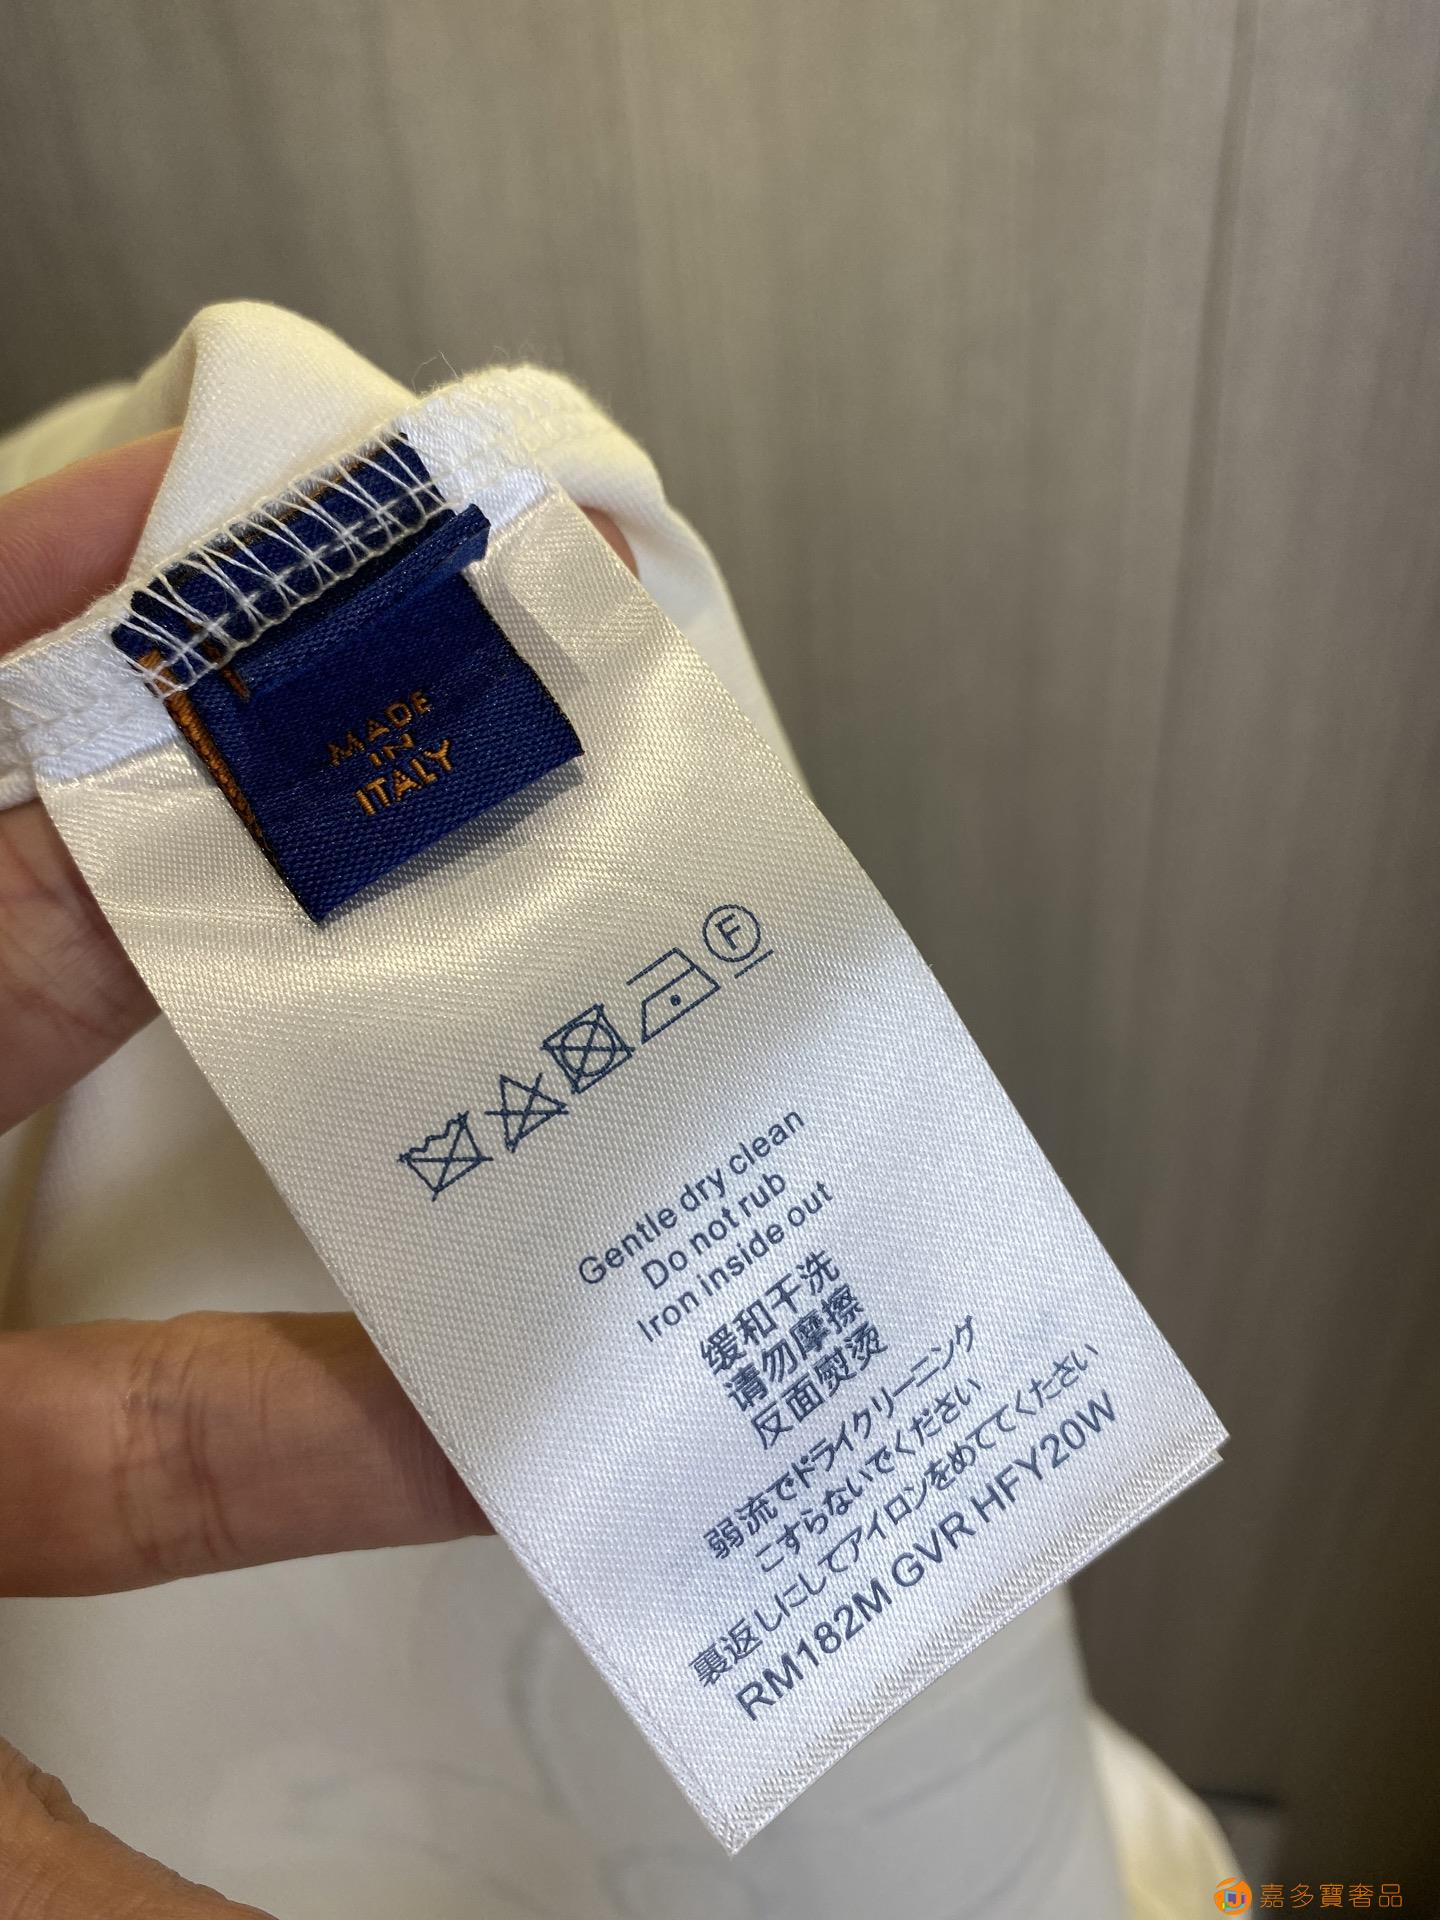 MADE
IN
ITALY
F
Gentle dry clean
Do not rub
Iron inside out
缓和干洗
请勿摩擦
反面熨烫
弱流でドライクリーニング
こすらないでください
裏返しにしてアイロンをめててくたさい
RM182M GVR HFY20W
嘉多寶奢品